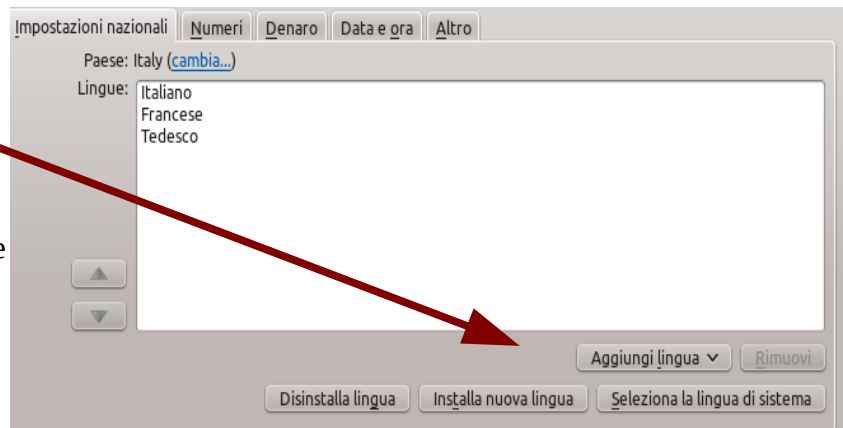 Impostazioni nazionali Numeri Denaro Data e ora Altro
Paese: Italy (cambia...)
Lingue: Italiano
Francese
Tedesco
e
Aggiungi lingua Rimuovi
Disinstalla lingua Installa nuova lingua Seleziona la lingua di sistema